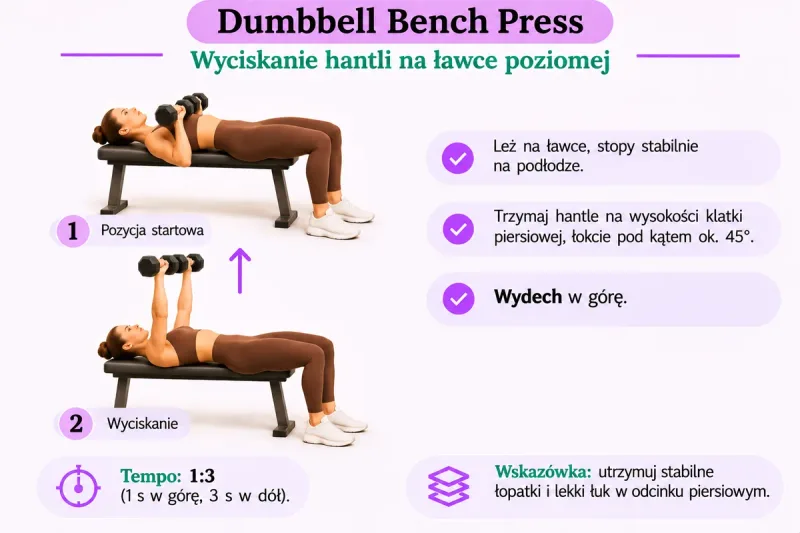 Dumbbell Bench Press
Wyciskanie hantli na ławce poziomej
Leż na ławce, stopy stabilnie
na podłodze.
Trzymaj hantle na wysokości klatki
piersiowej, łokcie pod kątem ok. 45°.
Wydech w górę.
1 Pozycja startowa
2 Wyciskanie
Tempo: 1:3
(1 s w górę, 3 s w dół).
Wskazówka: utrzymuj stabilne
łopatki i lekki łuk w odcinku piersiowym.